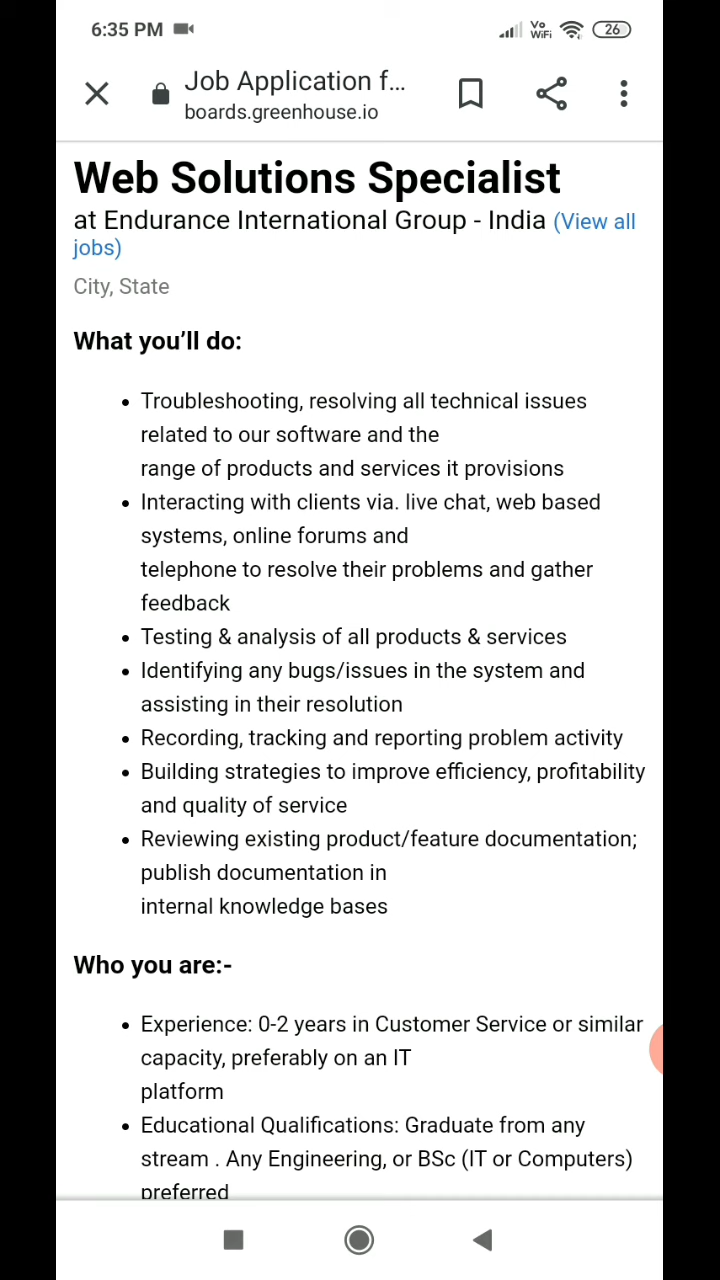 6:35 PM
Vo
WiFi
26
Job Application f...
boards.greenhouse.io
Web Solutions Specialist
at Endurance International Group - India (View all
jobs)
City, State
What you’ll do:
• Troubleshooting, resolving all technical issues
related to our software and the
range of products and services it provisions
• Interacting with clients via. live chat, web based
systems, online forums and
telephone to resolve their problems and gather
feedback
• Testing & analysis of all products & services
• Identifying any bugs/issues in the system and
assisting in their resolution
• Recording, tracking and reporting problem activity
• Building strategies to improve efficiency, profitability
and quality of service
• Reviewing existing product/feature documentation;
publish documentation in
internal knowledge bases
Who you are:-
• Experience: 0-2 years in Customer Service or similar
capacity, preferably on an IT
platform
• Educational Qualifications: Graduate from any
stream . Any Engineering, or BSc (IT or Computers)
preferred